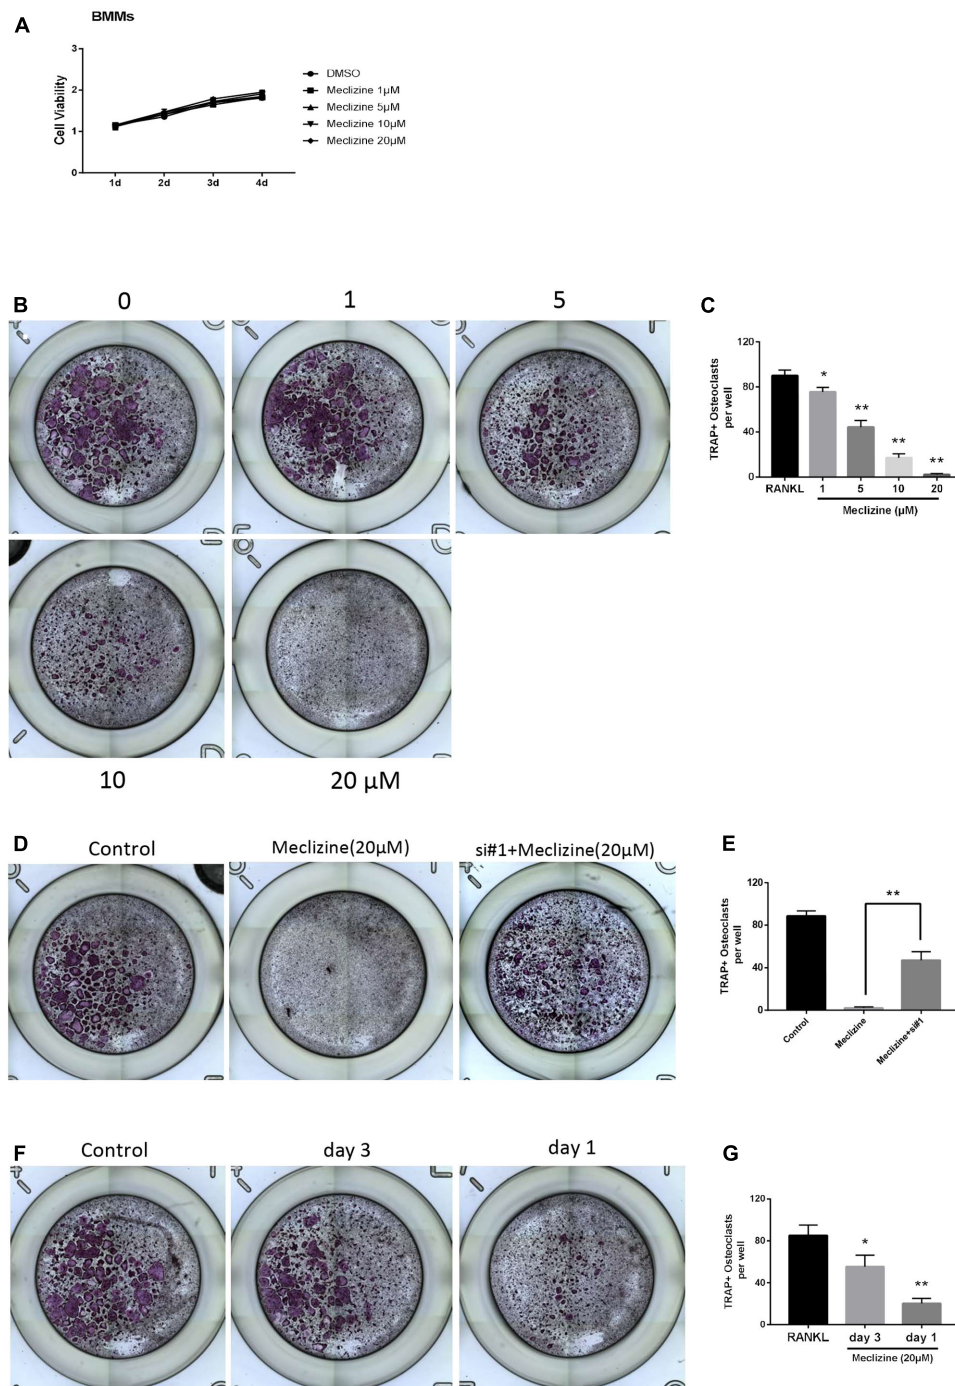 A
BMMs
Cell Viability
3
2
1
0
1d 2d 3d 4d
DMSO
Meclizine 1μM
Meclizine 5μM
Meclizine 10μM
Meclizine 20μM
B
0 1 5
10 20 μM
C
TRAP+ Osteoclasts
per well
120
80
40
0
* ** ** **
RANKL 1 5 10 20
Meclizine (μM)
D
Control Meclizine(20μM) si#1+Meclizine(20μM)
E
TRAP+ Osteoclasts
per well
120
80
40
0
**
Control Meclizine Meclizine+si#1
F
Control day 3 day 1
G
TRAP+ Osteoclasts
per well
120
80
40
0
* **
RANKL day 3 day 1
Meclizine (20μM)